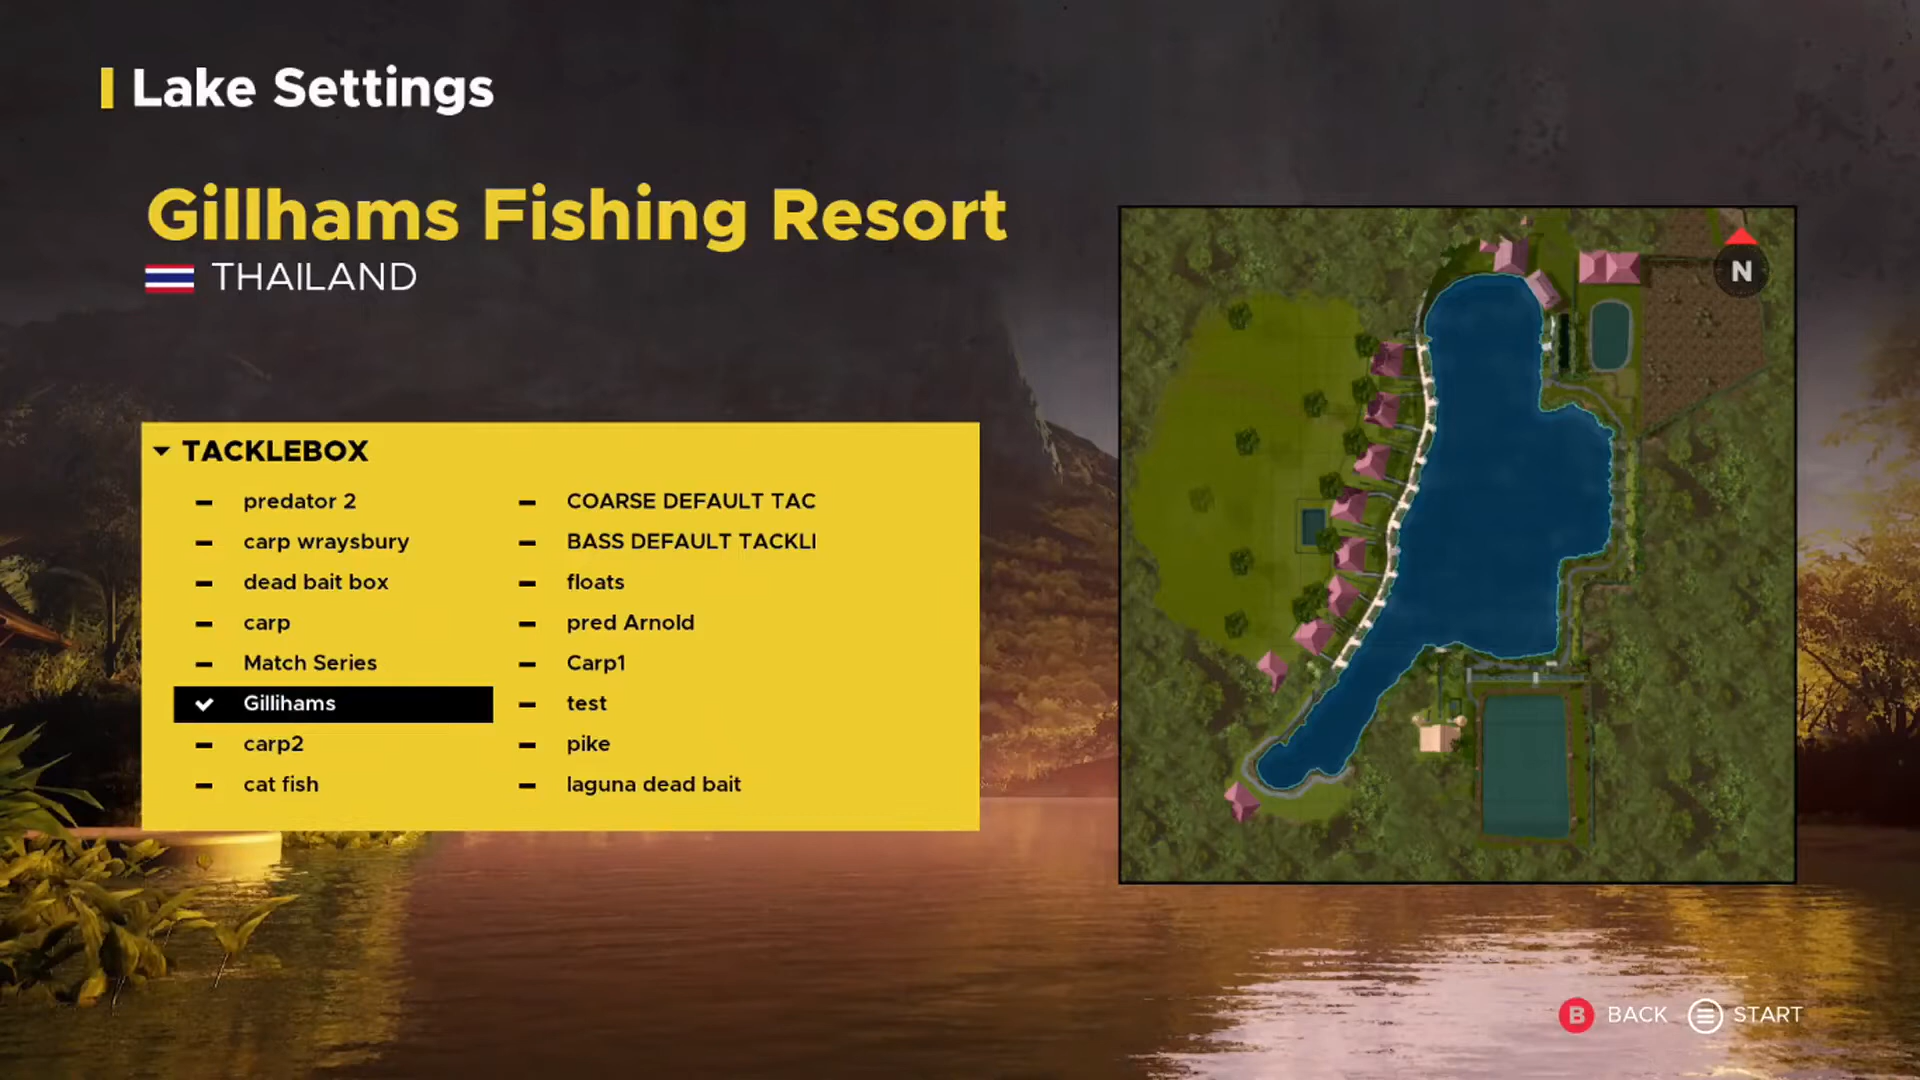 Lake Settings
Gillhams Fishing Resort
THAILAND
TACKLEBOX
predator 2
carp wraysbury
dead bait box
carp
Match Series
Gillihams
carp2
cat fish
COARSE DEFAULT TAC
BASS DEFAULT TACKLI
floats
pred Arnold
Carp1
test
pike
laguna dead bait
N
B BACK START